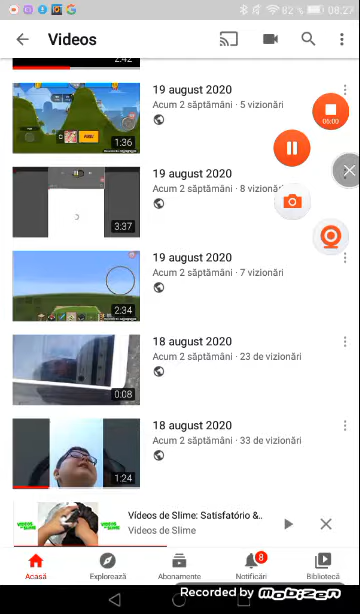 82 % 08:27
Videos
2:42
19 august 2020
Acum 2 săptămâni · 5 vizionări
1:36
06:00
19 august 2020
Acum 2 săptămâni · 8 vizionări
3:37
19 august 2020
Acum 2 săptămâni · 7 vizionări
2:34
18 august 2020
Acum 2 săptămâni · 23 de vizionări
0:08
18 august 2020
Acum 2 săptămâni · 33 de vizionări
1:24
Vídeos de Slime: Satisfatório &..
Vídeos de Slime
8
Acasă
Explorează
Abonamente
Notificări
Bibliotecă
Recorded by Mobizen